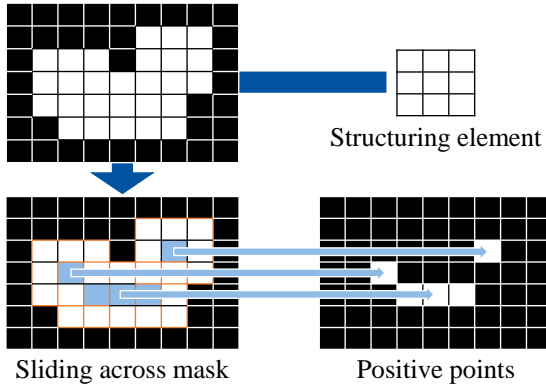 Structuring element
Sliding across mask
Positive points